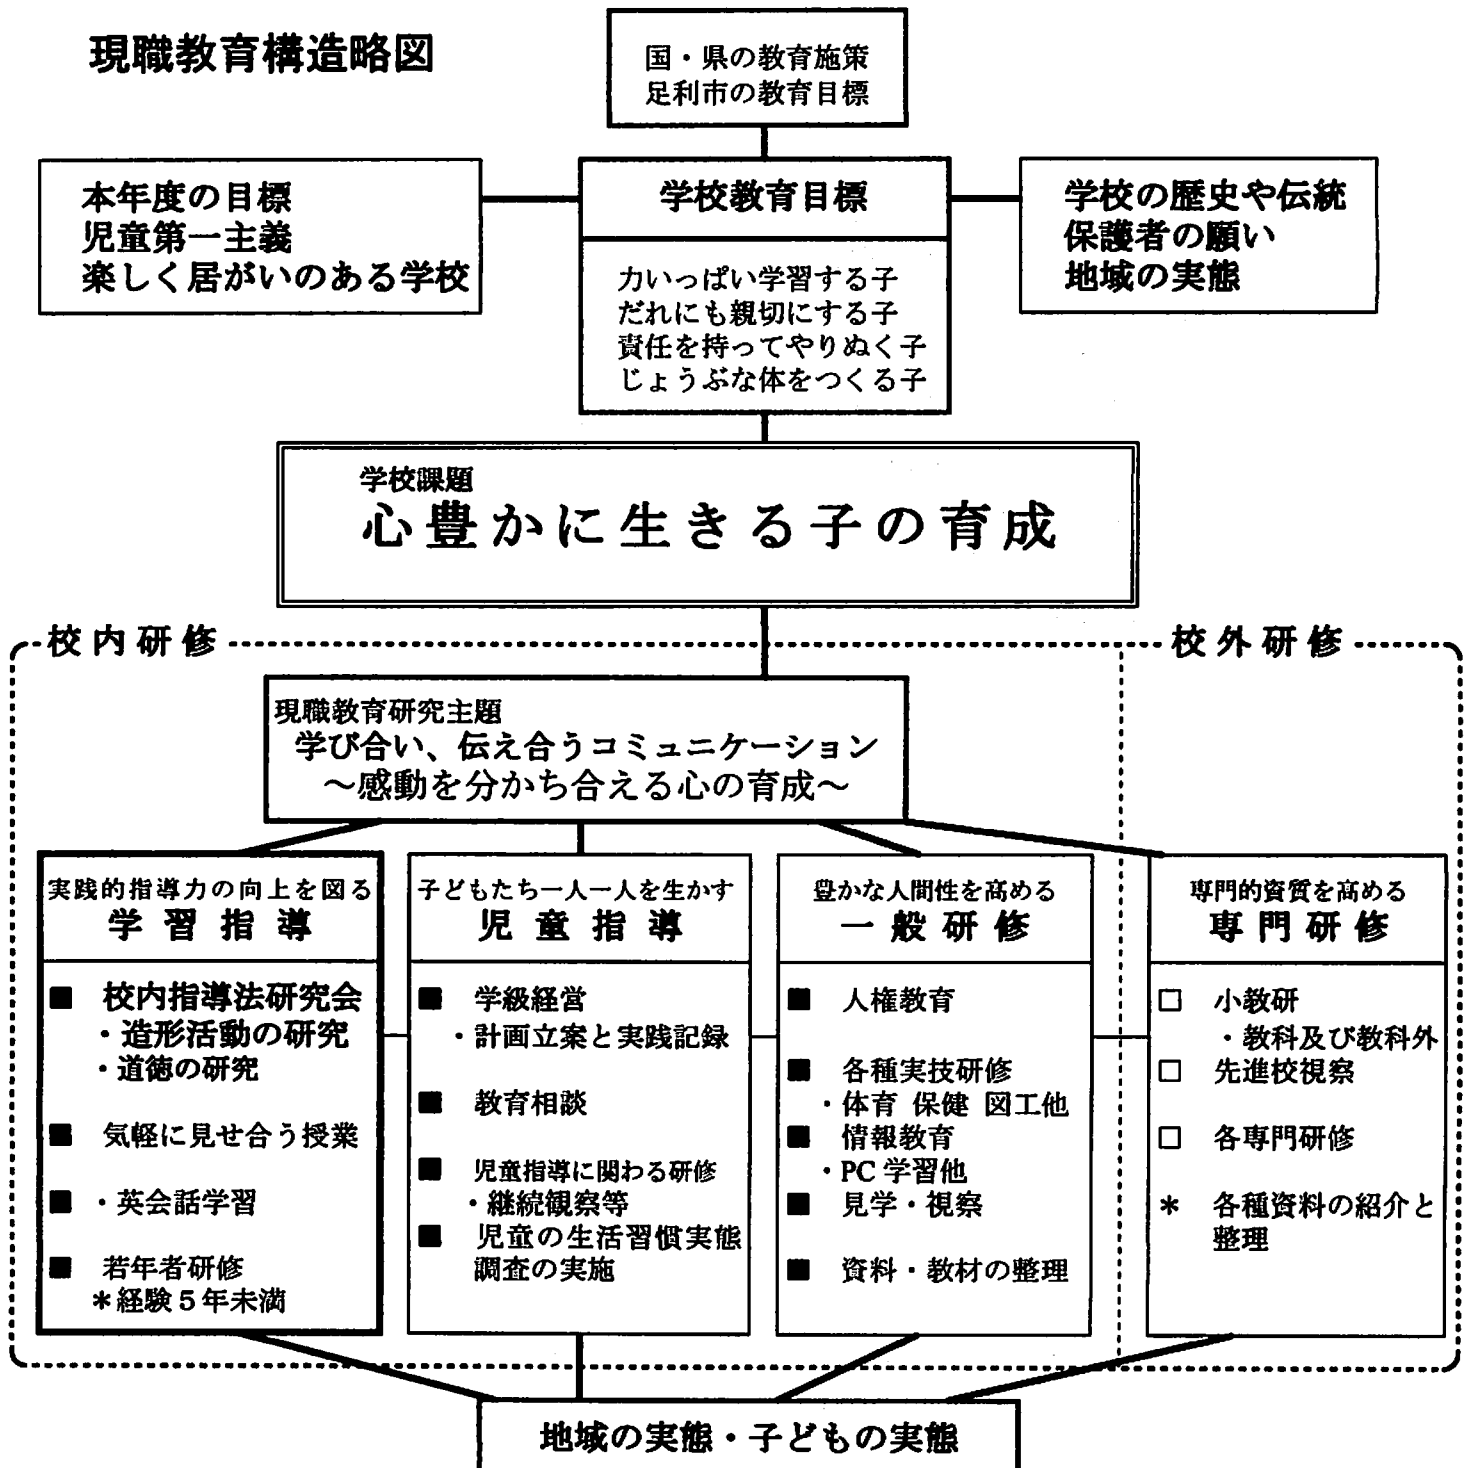 現職教育構造略図
国・県の教育施策
足利市の教育目標
本年度の目標
児童第一主義
楽しく居がいのある学校
学校教育目標
力いっぱい学習する子
だれにも親切にする子
責任を持ってやりぬく子
じょうぶな体をつくる子
学校の歴史や伝統
保護者の願い
地域の実態
学校課題
心豊かに生きる子の育成
校内研修
校外研修
現職教育研究主題
学び合い、伝え合うコミュニケーション
～感動を分かち合える心の育成～
実践的指導力の向上を図る
学習指導
■ 校内指導法研究会
・造形活動の研究
・道徳の研究
■ 気軽に見せ合う授業
■ ・英会話学習
■ 若年者研修
＊経験５年未満
子どもたち一人一人を生かす
児童指導
■ 学級経営
・計画立案と実践記録
■ 教育相談
■ 児童指導に関わる研修
・継続観察等
■ 児童の生活習慣実態
調査の実施
豊かな人間性を高める
一般研修
■ 人権教育
■ 各種実技研修
・体育 保健 図工他
■ 情報教育
・PC 学習他
■ 見学・視察
■ 資料・教材の整理
専門的資質を高める
専門研修
□ 小教研
・教科及び教科外
□ 先進校視察
□ 各専門研修
＊ 各種資料の紹介と
整理
地域の実態・子どもの実態